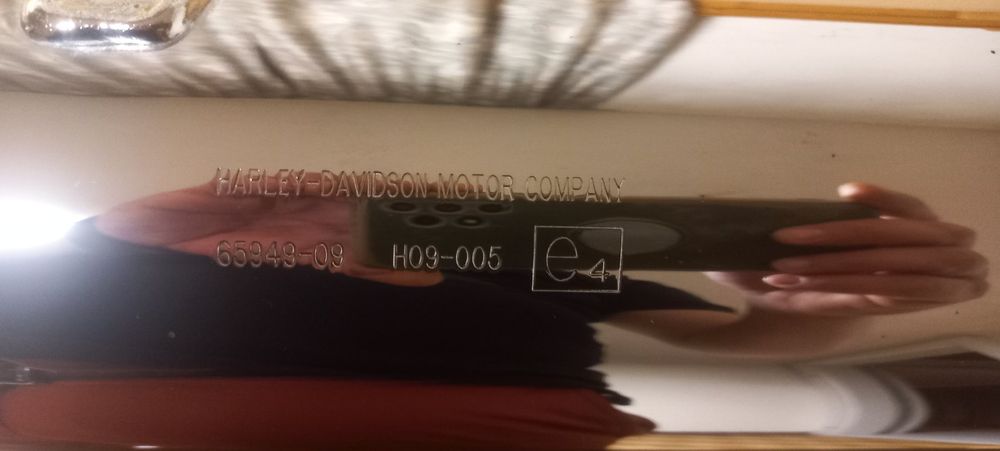 HARLEY-DAVIDSON MOTOR COMPANY
65949-09 H09-005 e4